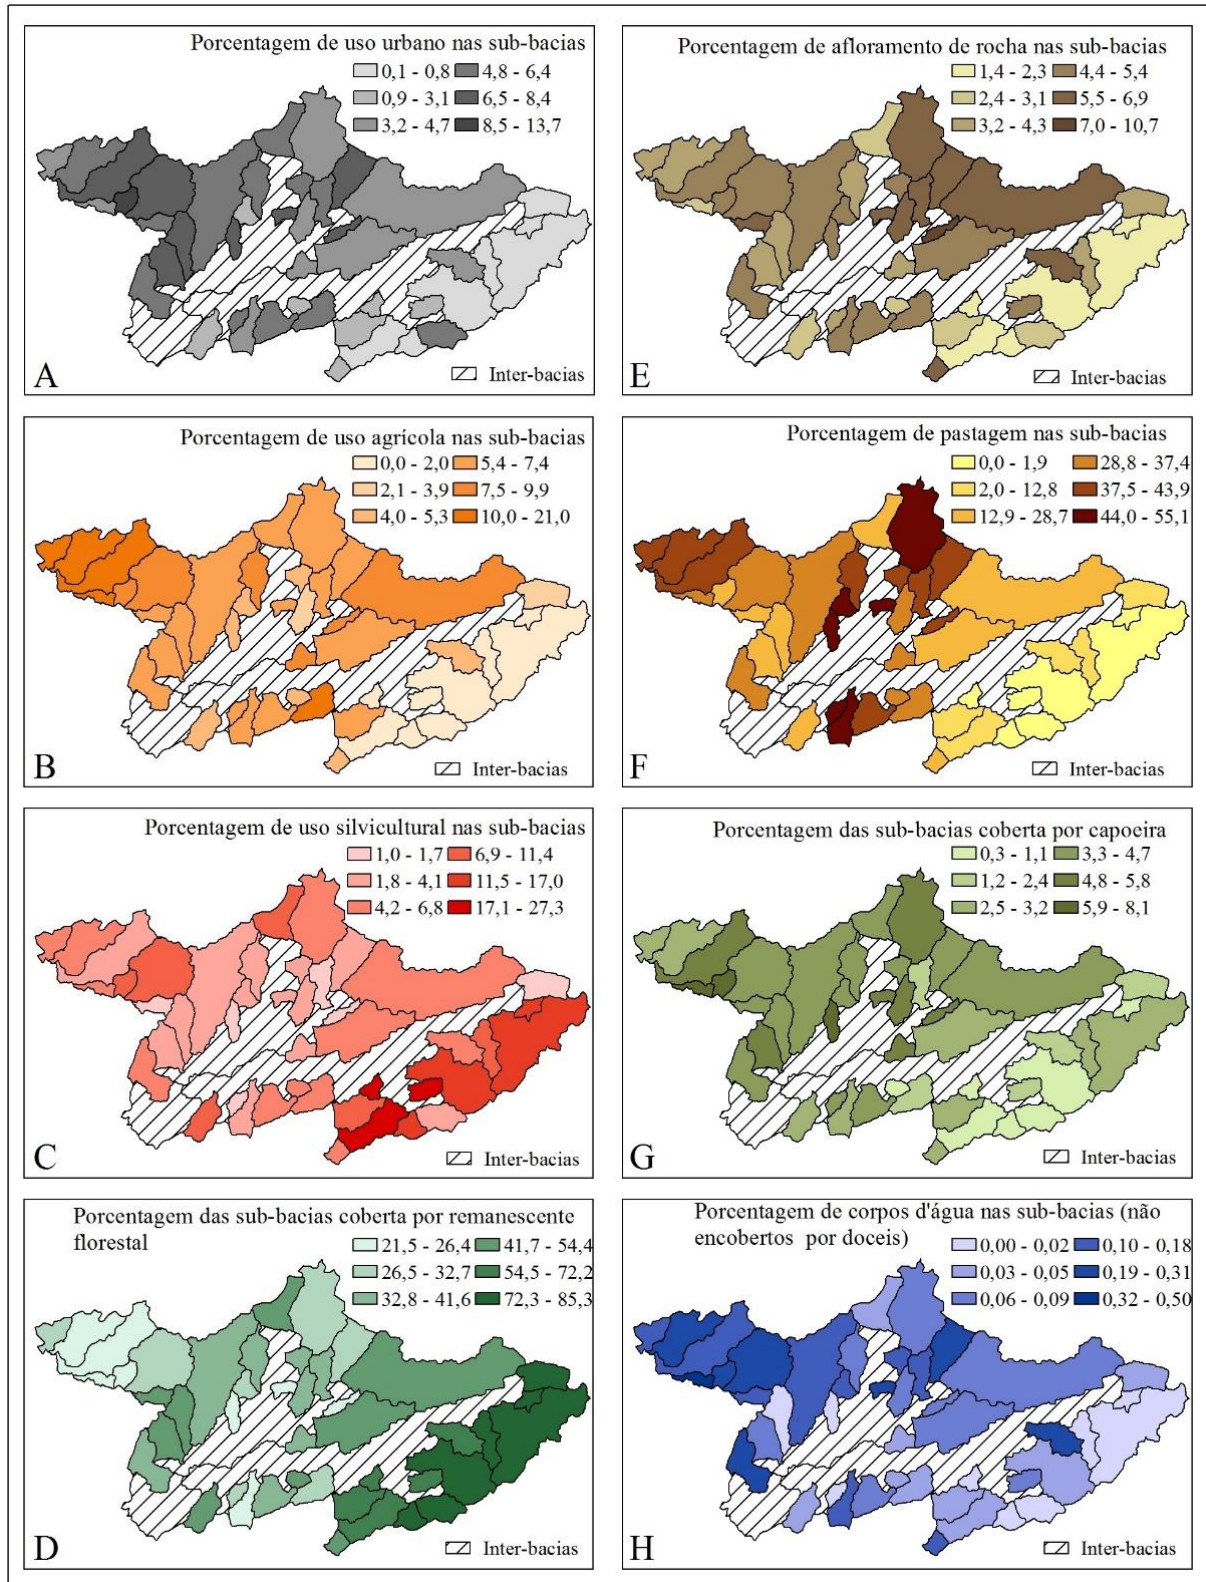 Porcentagem de uso urbano nas sub-bacias
0,1 - 0,8 4,8 - 6,4
0,9 - 3,1 6,5 - 8,4
3,2 - 4,7 8,5 - 13,7
A
Inter-bacias
Porcentagem de afloramento de rocha nas sub-bacias
1,4 - 2,3 4,4 - 5,4
2,4 - 3,1 5,5 - 6,9
3,2 - 4,3 7,0 - 10,7
E
Inter-bacias
Porcentagem de uso agrícola nas sub-bacias
0,0 - 2,0 5,4 - 7,4
2,1 - 3,9 7,5 - 9,9
4,0 - 5,3 10,0 - 21,0
B
Inter-bacias
Porcentagem de pastagem nas sub-bacias
0,0 - 1,9 28,8 - 37,4
2,0 - 12,8 37,5 - 43,9
12,9 - 28,7 44,0 - 55,1
F
Inter-bacias
Porcentagem de uso silvicultural nas sub-bacias
1,0 - 1,7 6,9 - 11,4
1,8 - 4,1 11,5 - 17,0
4,2 - 6,8 17,1 - 27,3
C
Inter-bacias
Porcentagem das sub-bacias coberta por capoeira
0,3 - 1,1 3,3 - 4,7
1,2 - 2,4 4,8 - 5,8
2,5 - 3,2 5,9 - 8,1
G
Inter-bacias
Porcentagem das sub-bacias coberta por remanescente
florestal
21,5 - 26,4 41,7 - 54,4
26,5 - 32,7 54,5 - 72,2
32,8 - 41,6 72,3 - 85,3
D
Inter-bacias
Porcentagem de corpos d'água nas sub-bacias (não
encobertos por doceis)
0,00 - 0,02 0,10 - 0,18
0,03 - 0,05 0,19 - 0,31
0,06 - 0,09 0,32 - 0,50
H
Inter-bacias